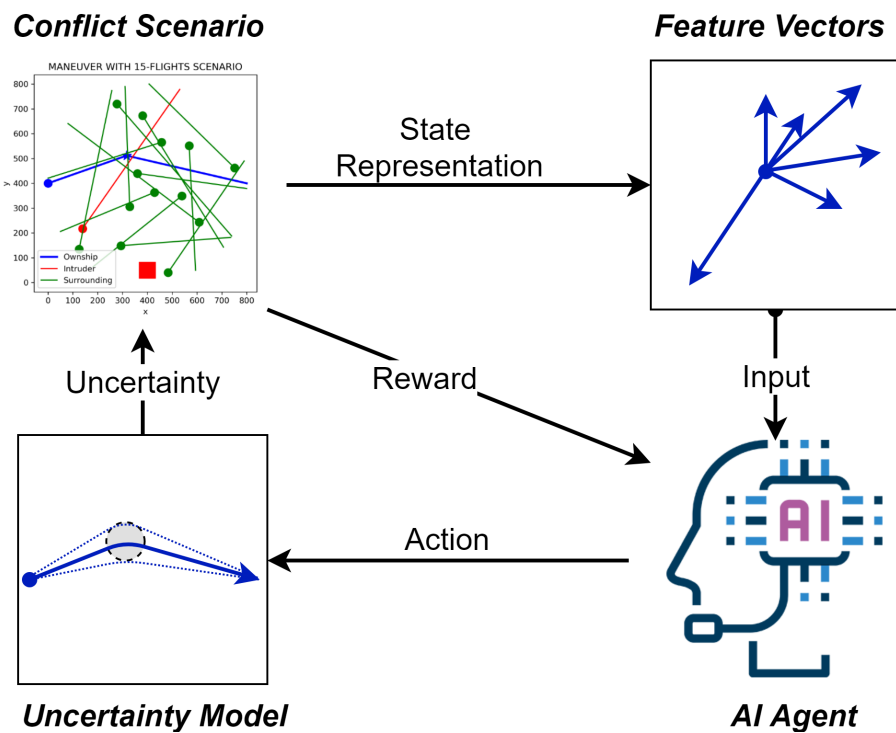 Conflict Scenario
Feature Vectors
MANEUVER WITH 15-FLIGHTS SCENARIO
800
700
600
500
400
300
200
100
0
y
Ownship
Intruder
Surrounding
0 100 200 300 400 500 600 700 800
x
State
Representation
Uncertainty
Reward
Input
AI
Action
Uncertainty Model
AI Agent